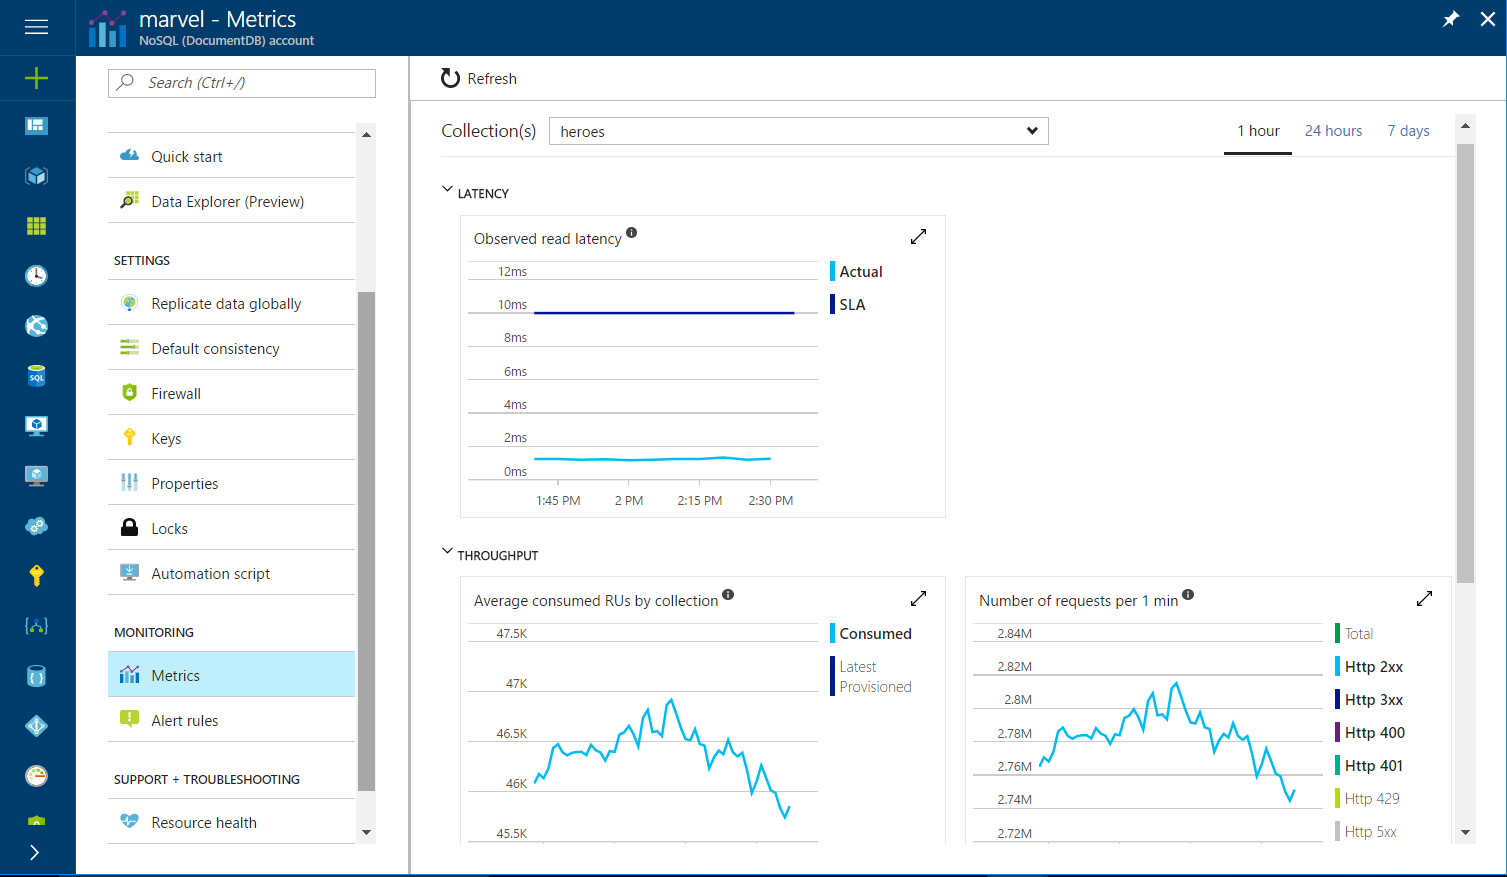 marvel - Metrics
NoSQL (DocumentDB) account
Search (Ctrl+/)
Quick start
Data Explorer (Preview)
SETTINGS
Replicate data globally
Default consistency
Firewall
Keys
Properties
Locks
Automation script
MONITORING
Metrics
Alert rules
SUPPORT + TROUBLESHOOTING
Resource health
SQL
Refresh
Collection(s) heroes
1 hour 24 hours 7 days
LATENCY
Observed read latency
12ms
10ms
8ms
6ms
4ms
2ms
0ms
1:45 PM 2 PM 2:15 PM 2:30 PM
Actual
SLA
THROUGHPUT
Average consumed RUs by collection
47.5K
47K
46.5K
46K
45.5K
Consumed
Latest
Provisioned
Number of requests per 1 min
2.84M
2.82M
2.8M
2.78M
2.76M
2.74M
2.72M
Total
Http 2xx
Http 3xx
Http 400
Http 401
Http 429
Http 5xx